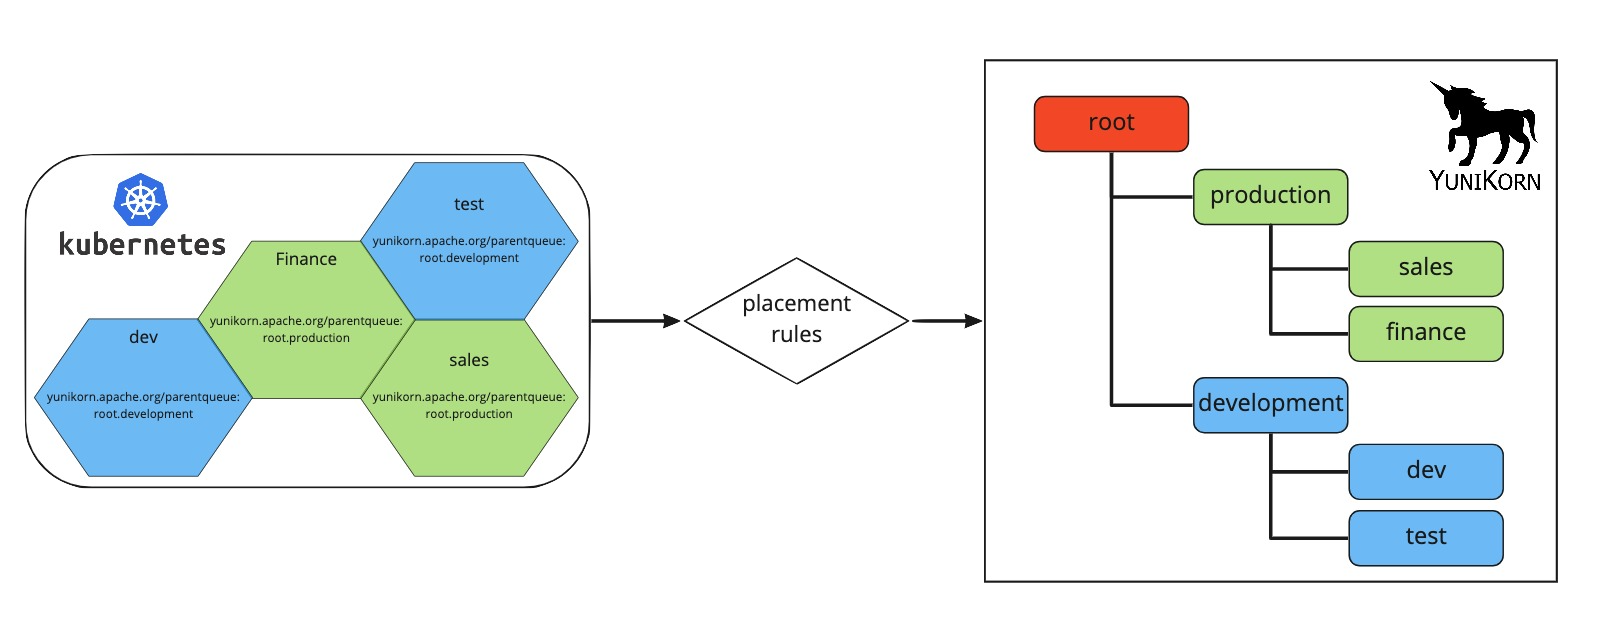 kubernetes
test
yunikorn.apache.org/parentqueue:
root.development
Finance
yunikorn.apache.org/parentqueue:
root.production
dev
yunikorn.apache.org/parentqueue:
root.development
sales
yunikorn.apache.org/parentqueue:
root.production
placement
rules
root
YUNIKORN
production
sales
finance
development
dev
test